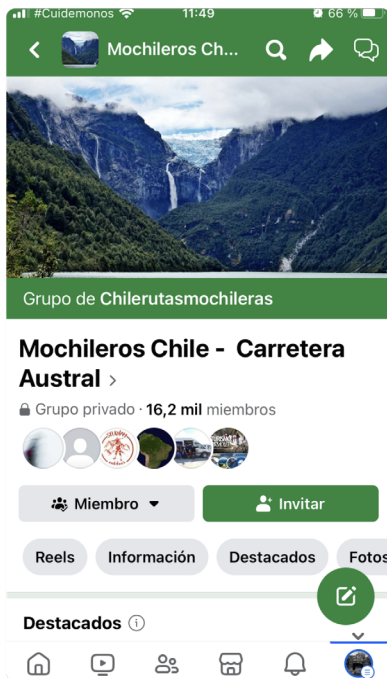 #Cuidemonos 11:49 66 %
Mochileros Ch...
Grupo de Chilerutasmochileras
Mochileros Chile - Carretera
Austral >
Grupo privado · 16,2 mil miembros
Miembro Invitar
Reels Información Destacados Fotos
Destacados